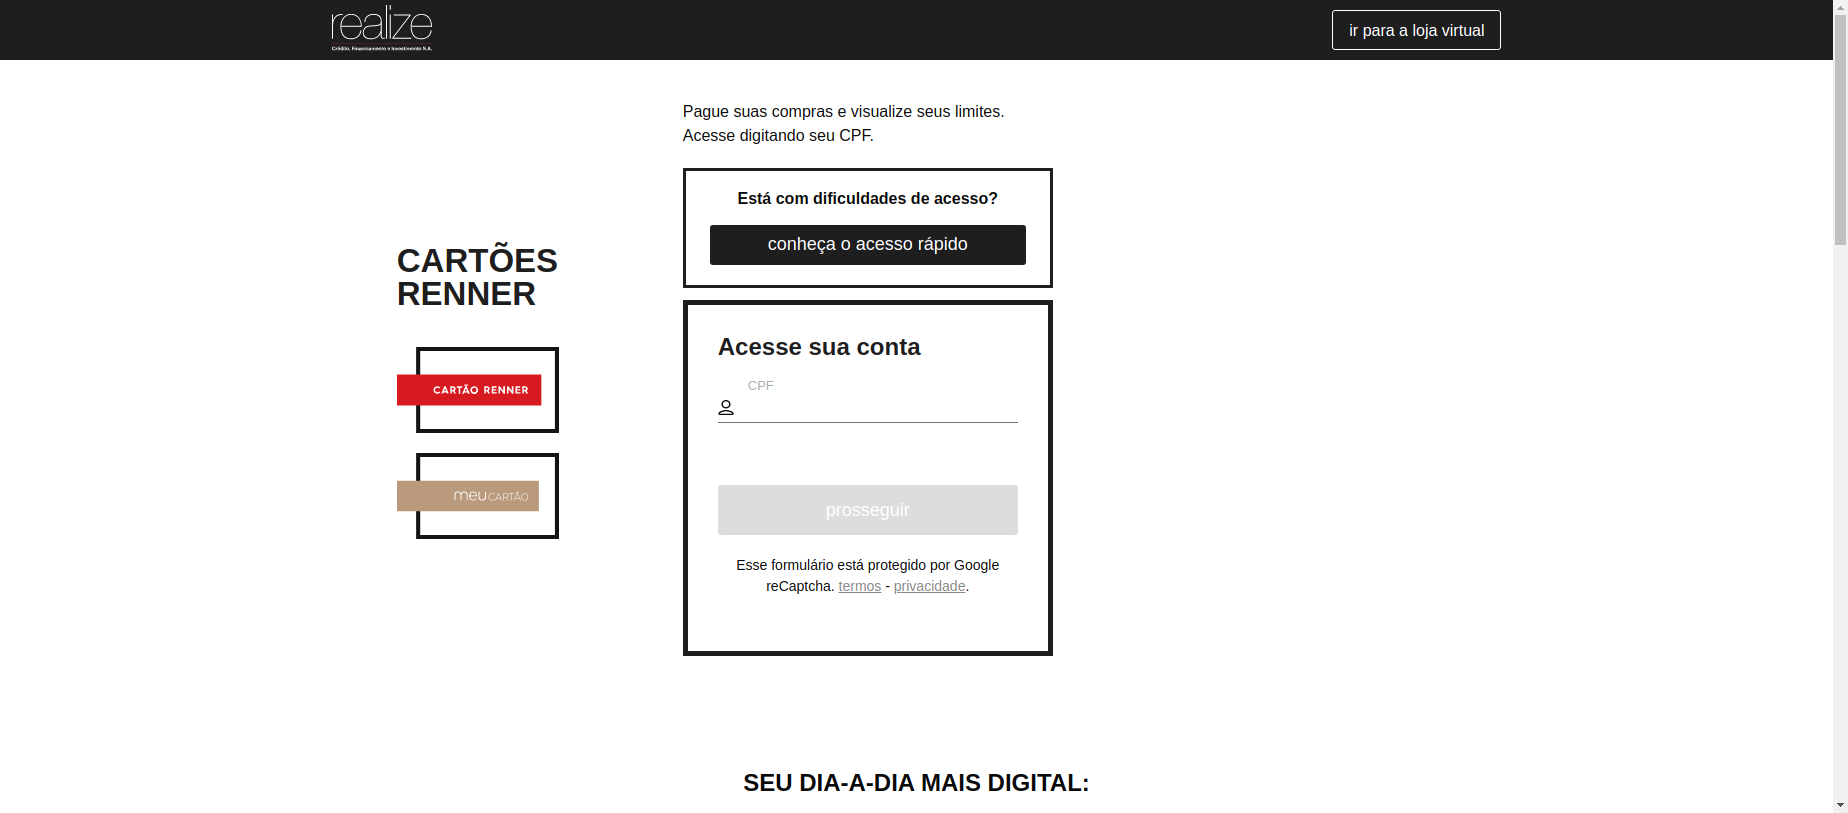 realize
Crédito, Financiamento e Investimento S.A.
ir para a loja virtual
Pague suas compras e visualize seus limites.
Acesse digitando seu CPF.
Está com dificuldades de acesso?
conheça o acesso rápido
CARTÕES
RENNER
CARTÃO RENNER
meu CARTÃO
Acesse sua conta
CPF
prosseguir
Esse formulário está protegido por Google
reCaptcha. termos - privacidade.
SEU DIA-A-DIA MAIS DIGITAL: